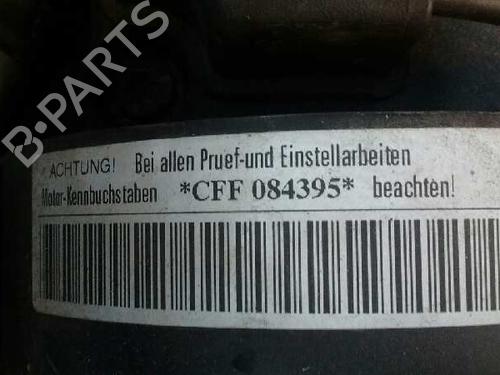 B-PARTS
ACHTUNG! Bei allen Pruef-und Einstellarbeiten
Motor-Kennbuchstaben *CFF 084395* beachten!